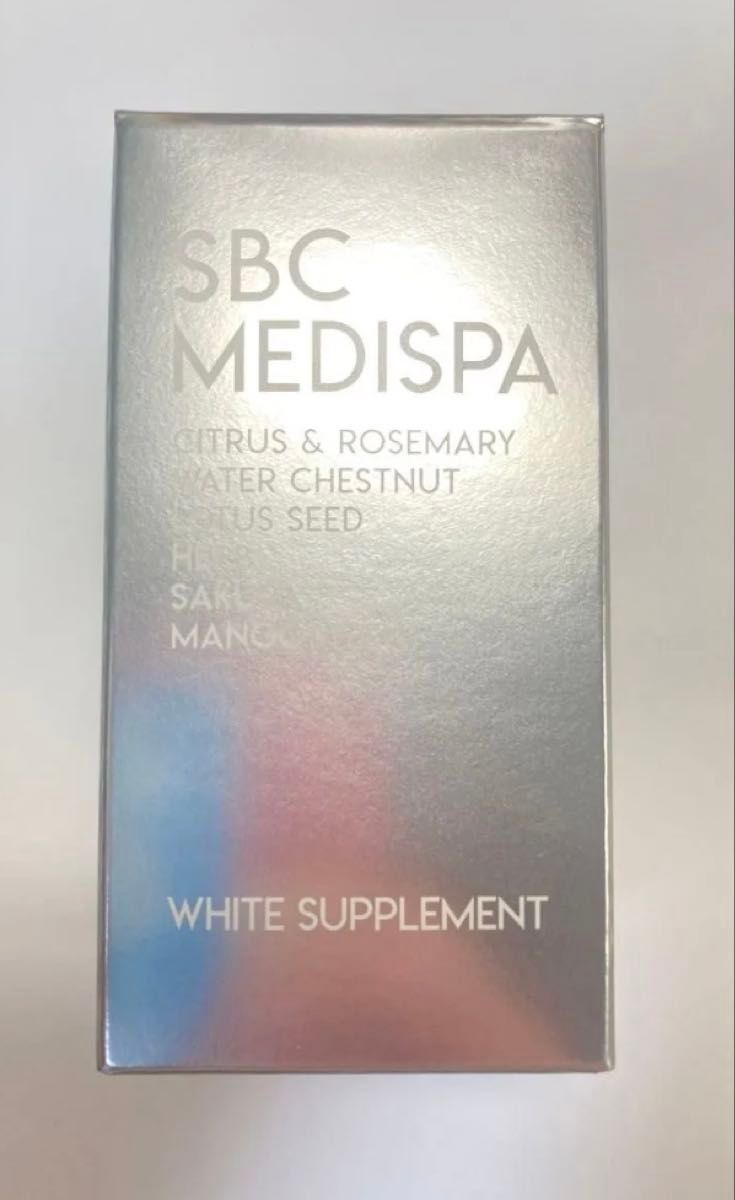 SBC
MEDISPA
CITRUS & ROSEMARY
WATER CHESTNUT
LOTUS SEED
WHITE SUPPLEMENT